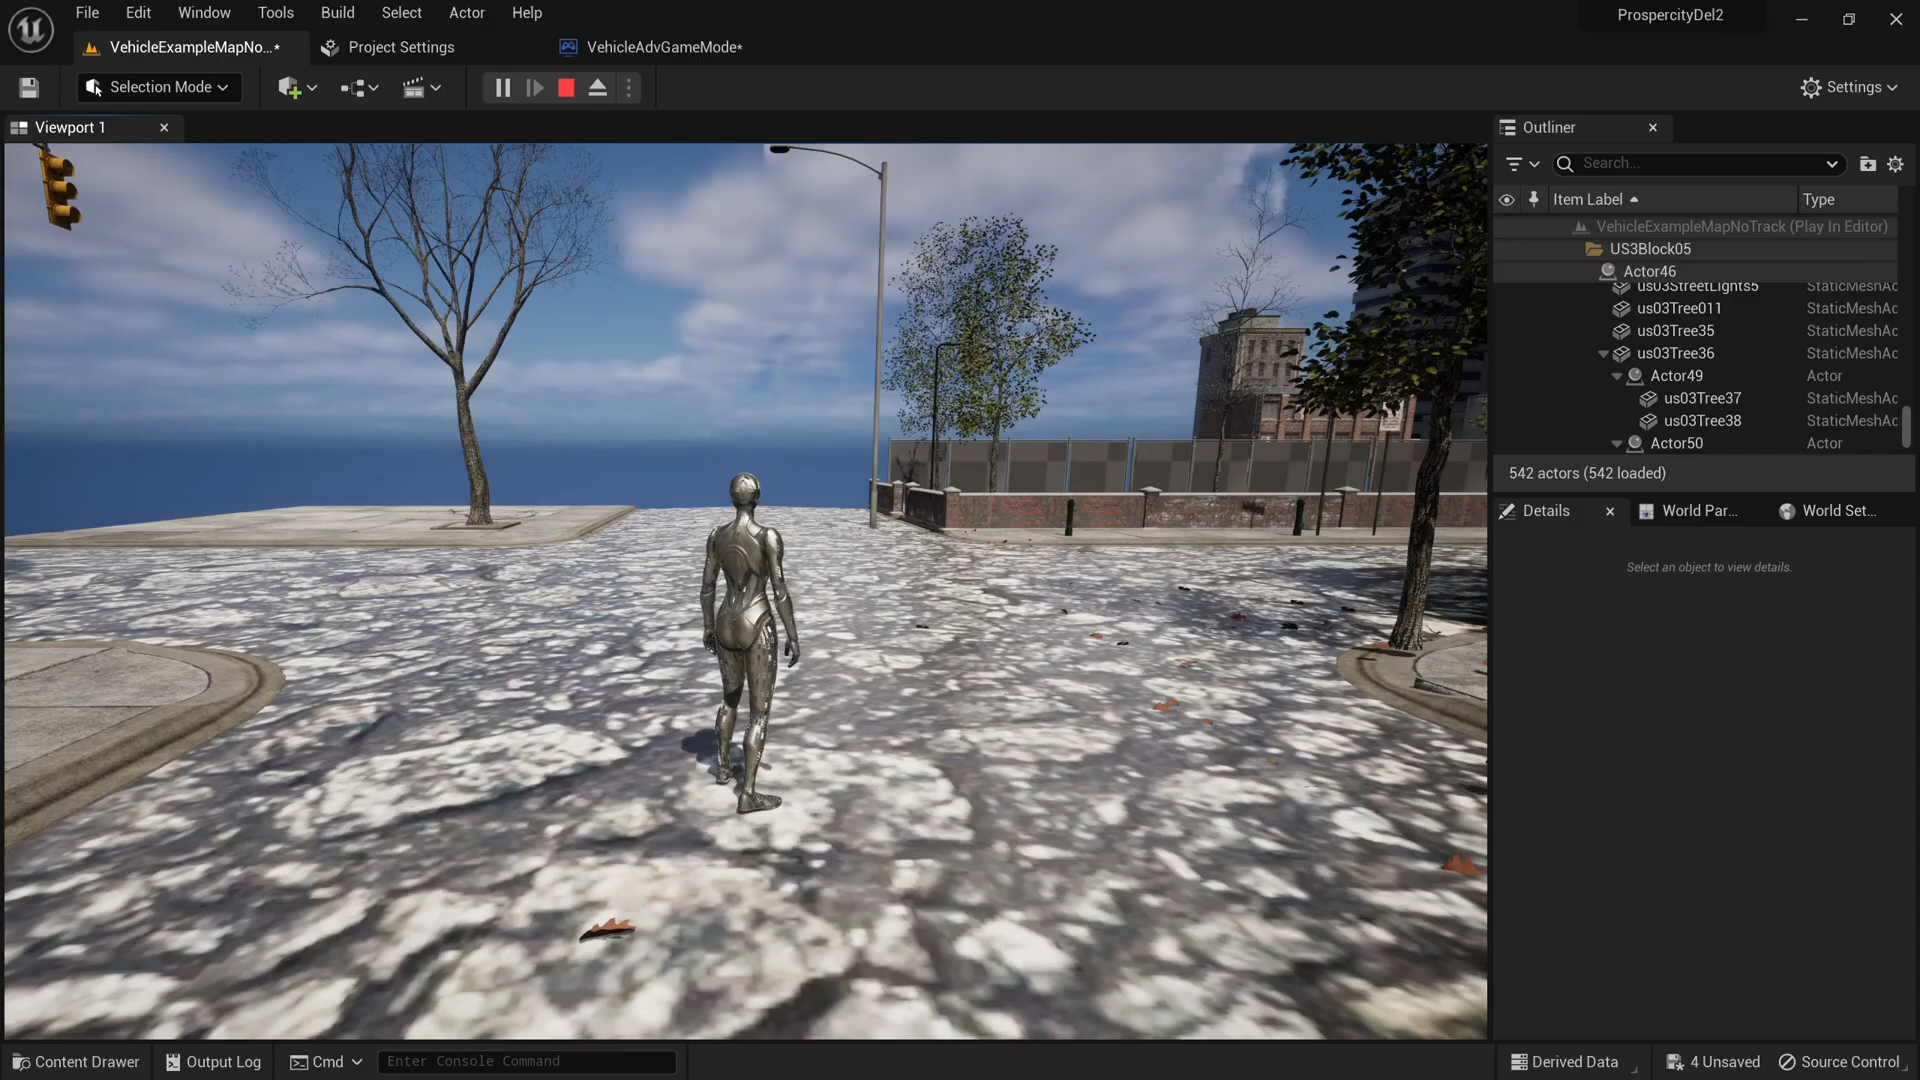 File Edit Window Tools Build Select Actor Help
ProspercityDel2
VehicleExampleMapNo...•
Project Settings
VehicleAdvGameMode•
Selection Mode
Settings
Viewport 1
Outliner
Search...
Item Label
Type
VehicleExampleMapNoTrack (Play In Editor)
US3Block05
Actor46
us03StreetLights5 StaticMeshAc
us03Tree011 StaticMeshAc
us03Tree35 StaticMeshAc
us03Tree36 StaticMeshAc
Actor49 Actor
us03Tree37 StaticMeshAc
us03Tree38 StaticMeshAc
Actor50 Actor
542 actors (542 loaded)
Details
World Par...
World Set...
Select an object to view details.
Content Drawer
Output Log
Cmd
Enter Console Command
Derived Data
4 Unsaved
Source Control